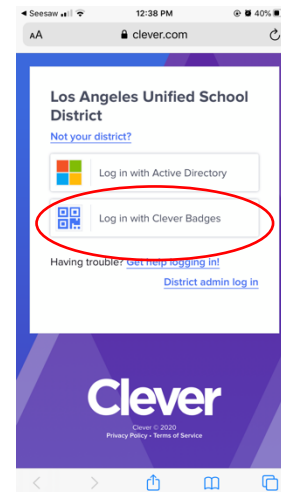 Seesaw 12:38 PM 40%
AA clever.com
Los Angeles Unified School
District
Not your district?
Log in with Active Directory
Log in with Clever Badges
Having trouble? Get help logging in!
District admin log in
Clever
Clever © 2020
Privacy Policy • Terms of Service